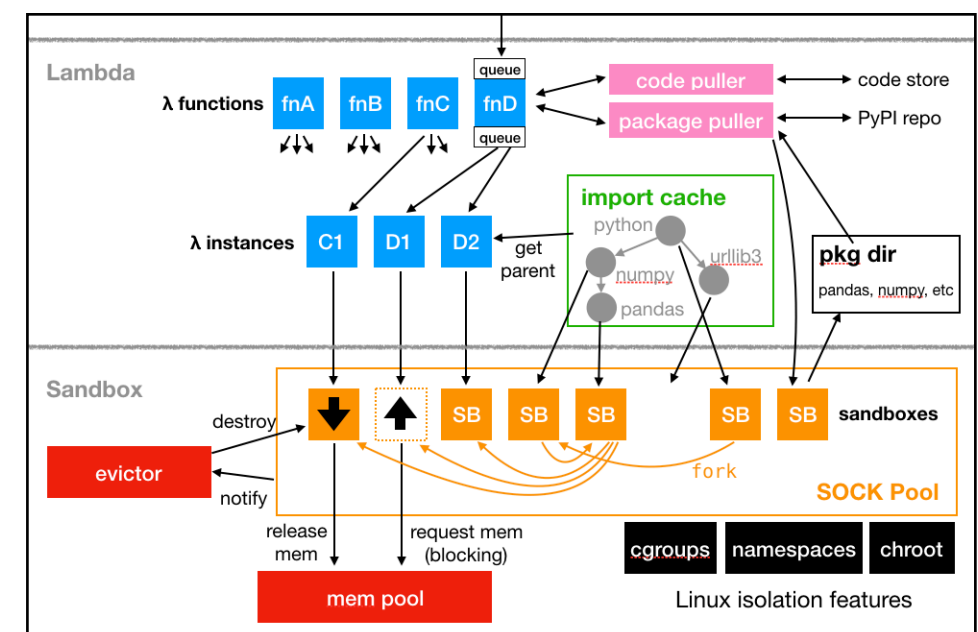 Lambda
queue
λ functions
fnA
fnB
fnC
fnD
queue
code puller
code store
package puller
PyPI repo
import cache
python
urllib3
numpy
pandas
λ instances
C1
D1
D2
get
parent
pkg dir
pandas, numpy, etc
Sandbox
SB
SB
SB
SB
SB
sandboxes
destroy
evictor
notify
fork
SOCK Pool
release
mem
request mem
(blocking)
cgroups
namespaces
chroot
mem pool
Linux isolation features